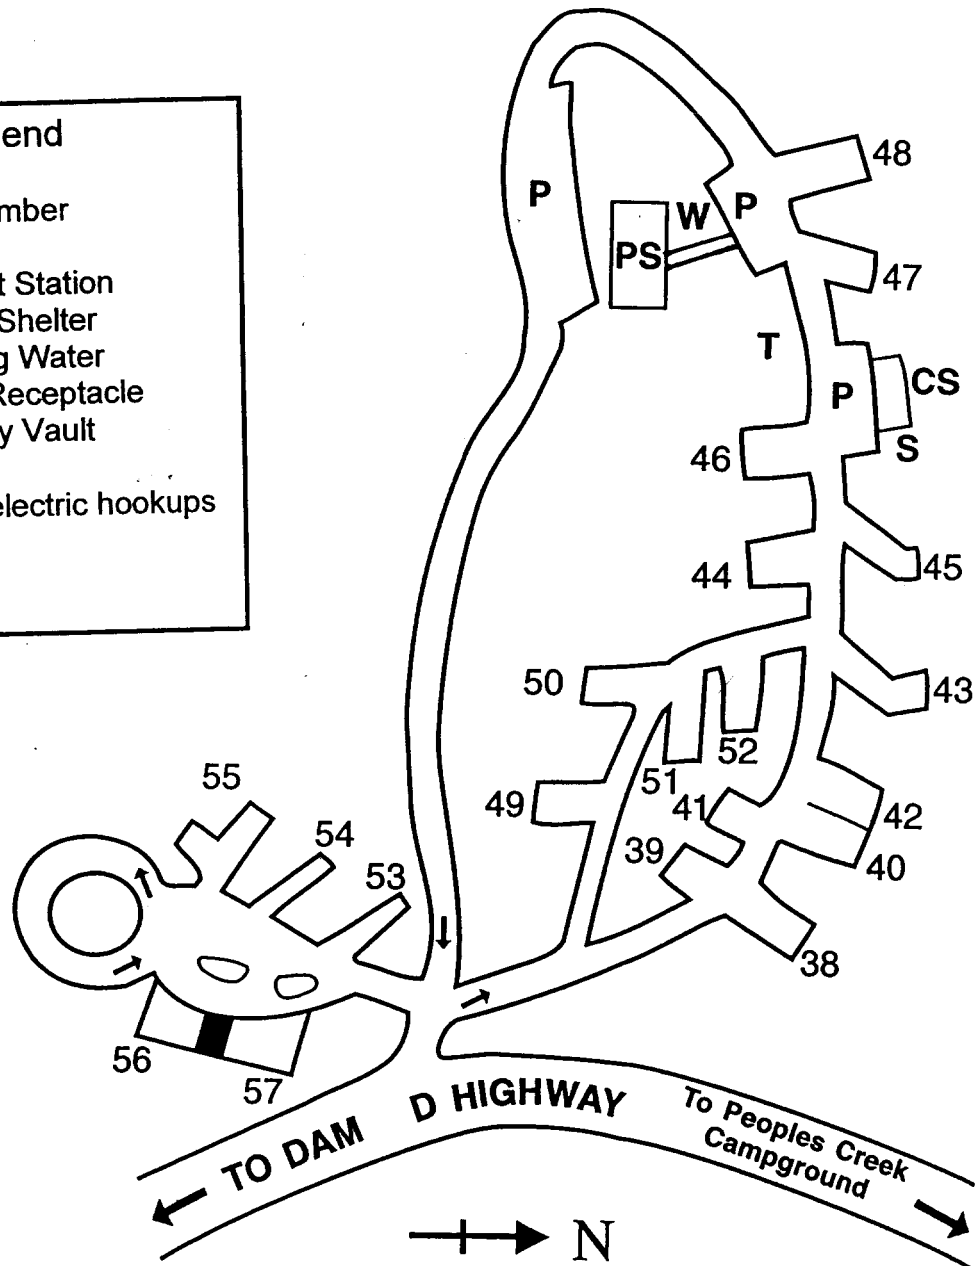 end
mber
t Station
Shelter
g Water
Receptacle
y Vault
electric hookups
48
P
P
W
PS
47
T
P
CS
S
46
45
44
43
50
52
51
41
42
49
39
40
55
54
53
38
56
57
D HIGHWAY
TO DAM
To Peoples Creek
Campground
N